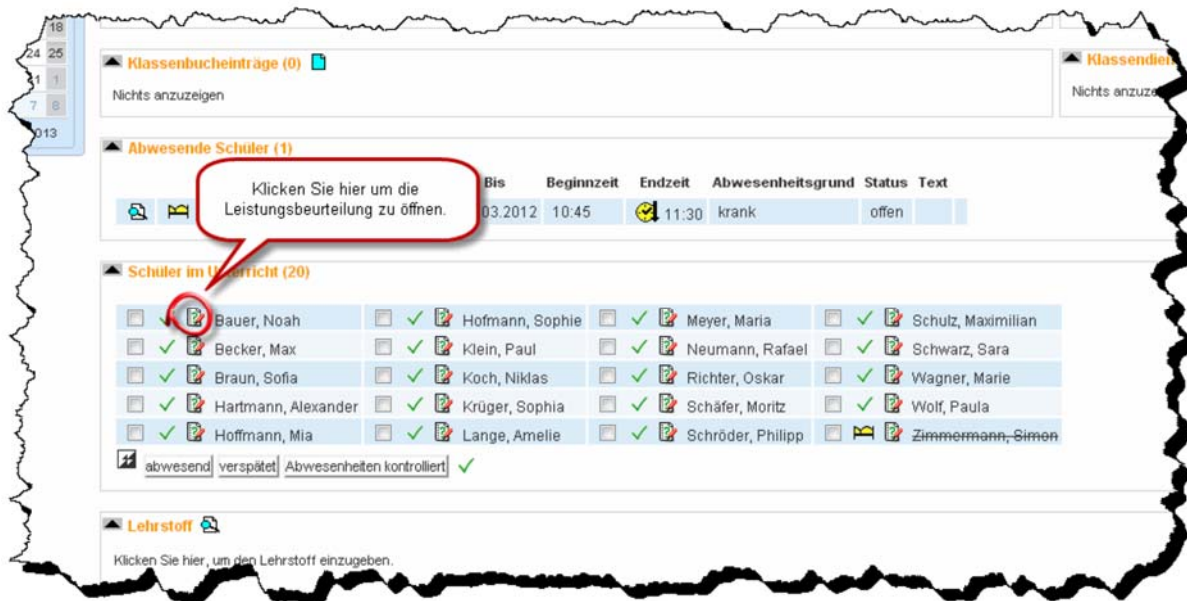 18
24 25
1
7 8
013
Klassenbucheinträge (0)
Nichts anzuzeigen
Klassendien
Nichts anzuze
Abwesende Schüler (1)
Klicken Sie hier um die
Leistungsbeurteilung zu öffnen.
Bis Beginnzeit Endzeit Abwesenheitsgrund Status Text
03.2012 10:45 11:30 krank offen
Schüler im Unterricht (20)
Bauer, Noah Hofmann, Sophie Meyer, Maria Schulz, Maximilian
Becker, Max Klein, Paul Neumann, Rafael Schwarz, Sara
Braun, Sofia Koch, Niklas Richter, Oskar Wagner, Marie
Hartmann, Alexander Krüger, Sophia Schäfer, Moritz Wolf, Paula
Hoffmann, Mia Lange, Amelie Schröder, Philipp Zimmermann, Simon
abwesend verspätet Abwesenheiten kontrolliert
Lehrstoff
Klicken Sie hier, um den Lehrstoff einzugeben.